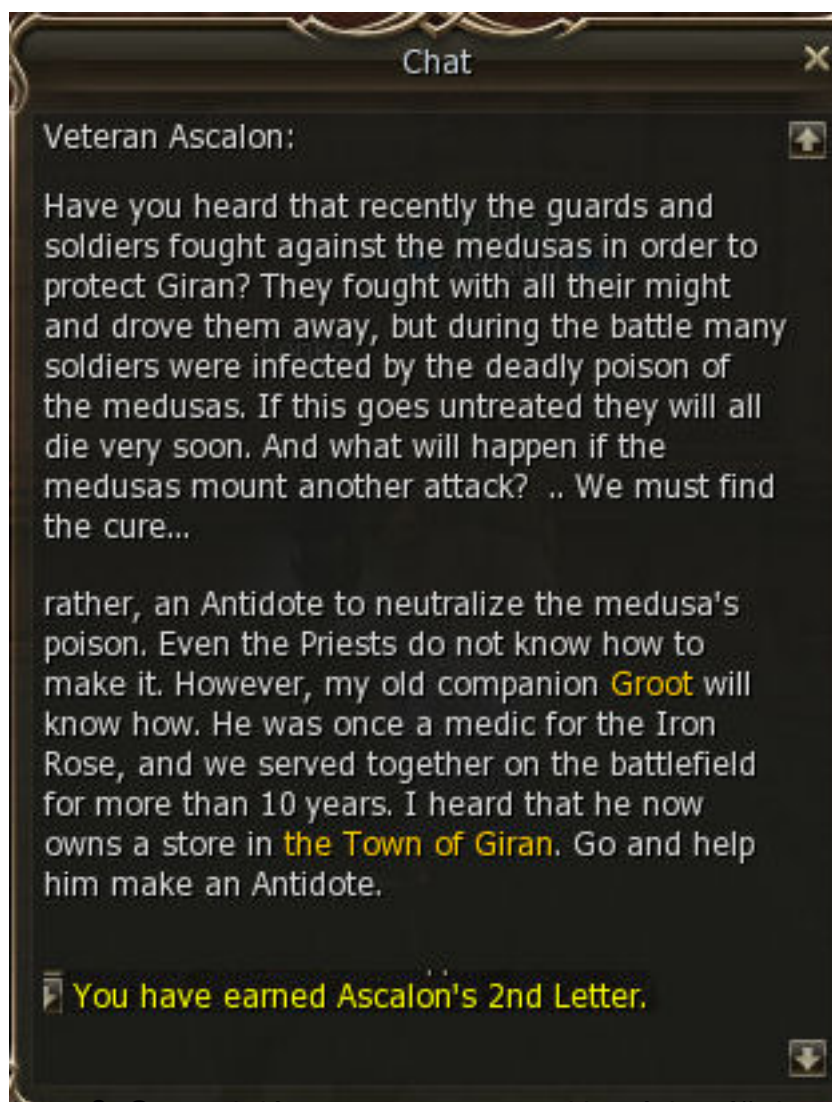 Chat
Veteran Ascalon:
Have you heard that recently the guards and
soldiers fought against the medusas in order to
protect Giran? They fought with all their might
and drove them away, but during the battle many
soldiers were infected by the deadly poison of
the medusas. If this goes untreated they will all
die very soon. And what will happen if the
medusas mount another attack?  .. We must find
the cure...
rather, an Antidote to neutralize the medusa's
poison. Even the Priests do not know how to
make it. However, my old companion Groot will
know how. He was once a medic for the Iron
Rose, and we served together on the battlefield
for more than 10 years. I heard that he now
owns a store in the Town of Giran. Go and help
him make an Antidote.
You have earned Ascalon's 2nd Letter.